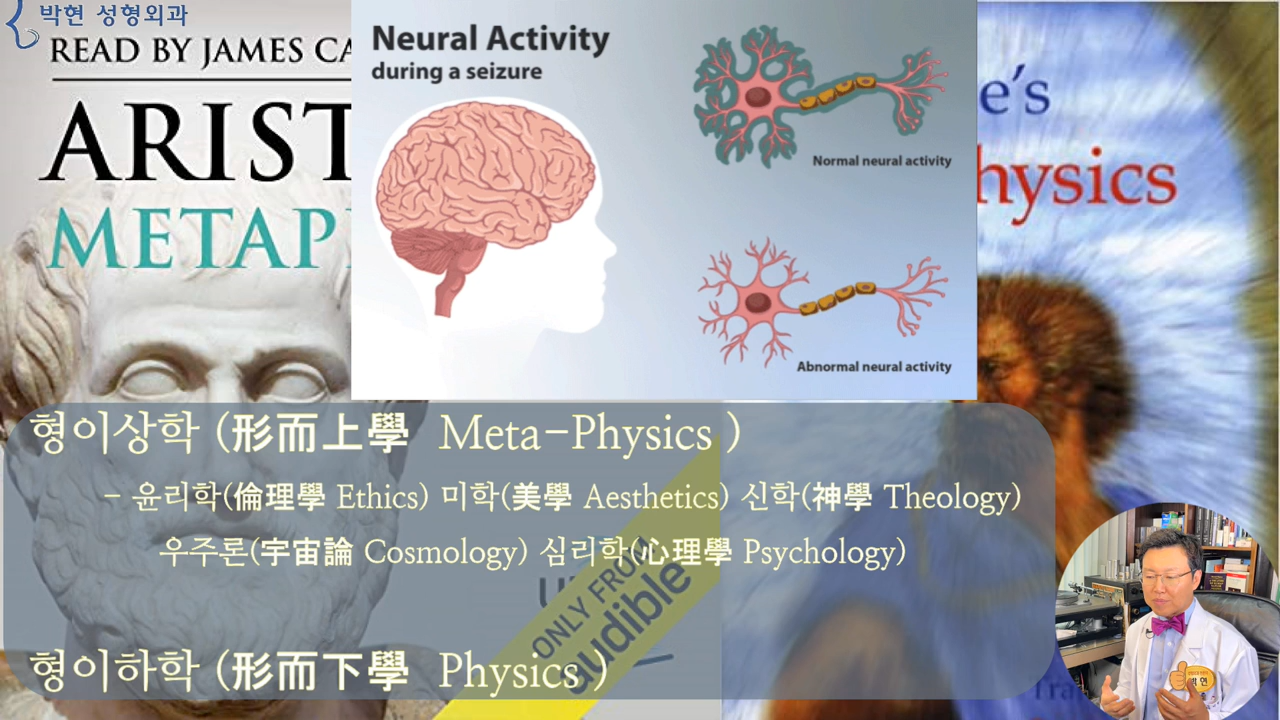 박현 성형외과
READ BY JAMES CA
ARIST
METAP
Neural Activity
during a seizure
Normal neural activity
Abnormal neural activity
e's
hysics
형이상학 (形而上學 Meta-Physics )
- 윤리학(倫理學 Ethics) 미학(美學 Aesthetics) 신학(神學 Theology)
우주론(宇宙論 Cosmology) 심리학(心理學 Psychology)
형이하학 (形而下學 Physics )
ONLY FROM
audible
Tra